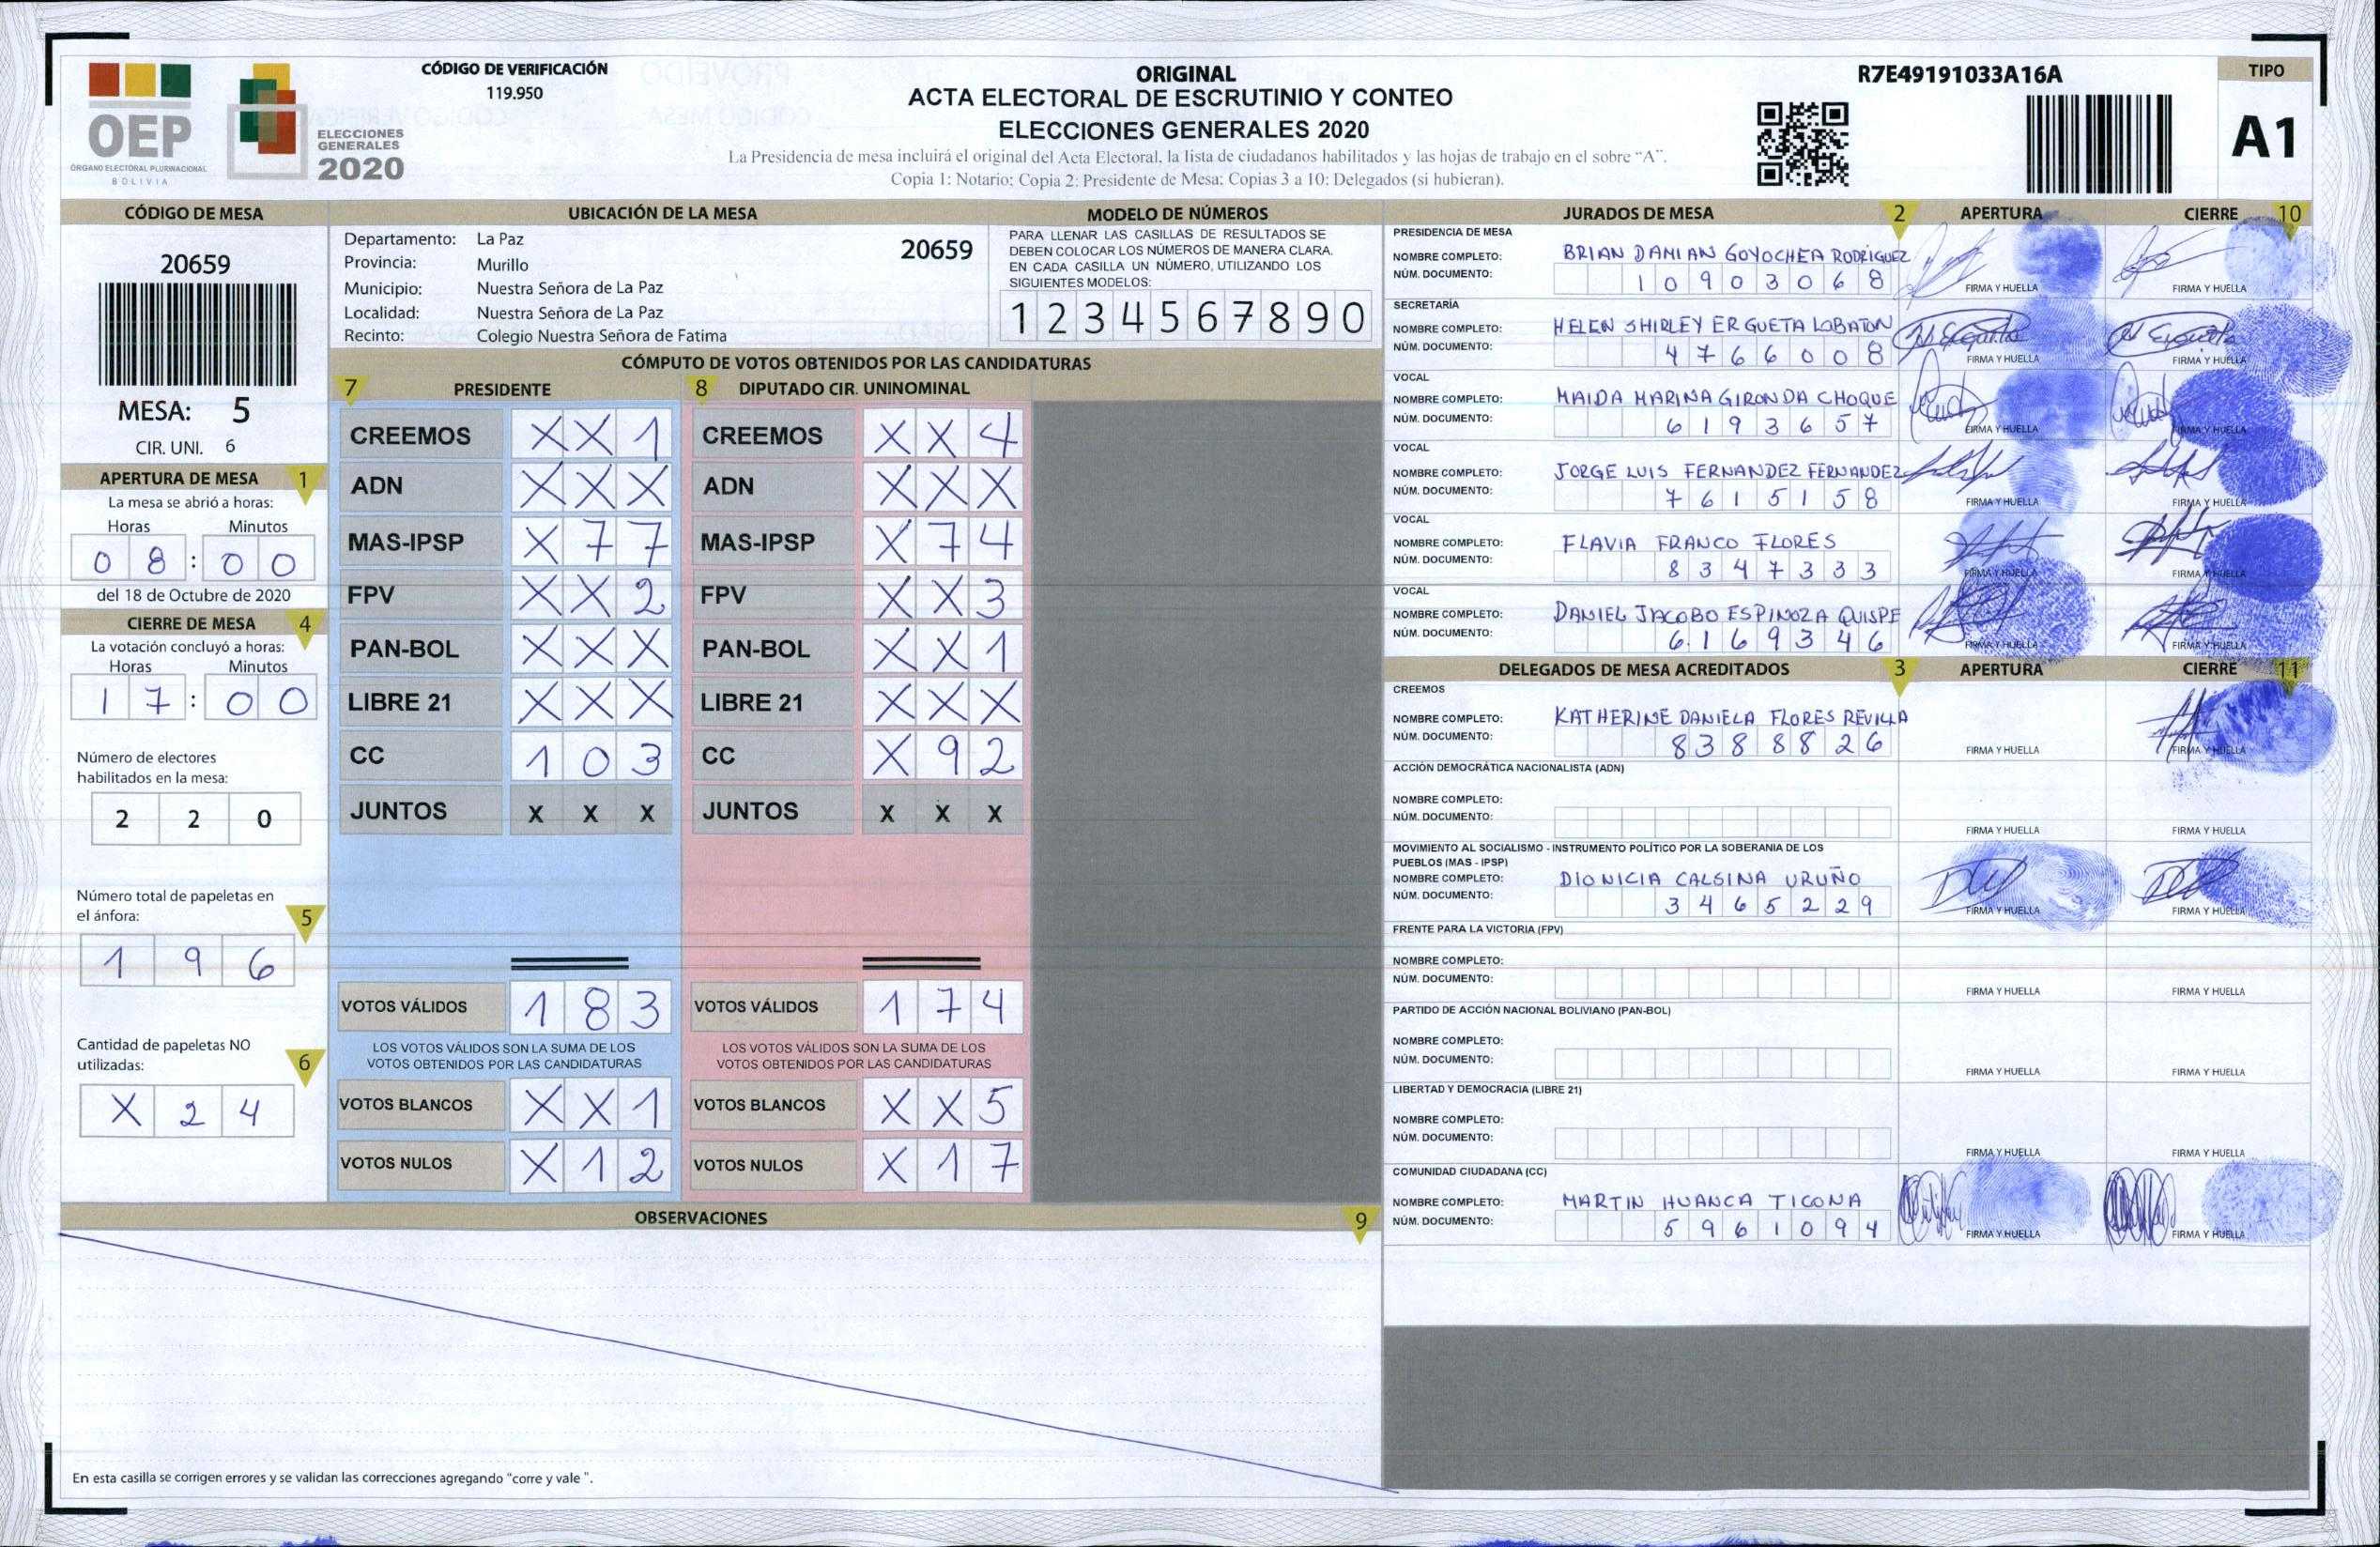 CÓDIGO DE VERIFICACIÓN
119.950
OEP
ÓRGANO ELECTORAL PLURINACIONAL
BOLIVIA
ELECCIONES
GENERALES
2020
ORIGINAL
ACTA ELECTORAL DE ESCRUTINIO Y CONTEO
ELECCIONES GENERALES 2020
La Presidencia de mesa incluirá el original del Acta Electoral, la lista de ciudadanos habilitados y las hojas de trabajo en el sobre "A".
Copia 1: Notario; Copia 2: Presidente de Mesa; Copias 3 a 10: Delegados (si hubieran).
R7E49191033A16A
TIPO
A1
CÓDIGO DE MESA
20659
MESA: 5
CIR. UNI. 6
APERTURA DE MESA 1
La mesa se abrió a horas:
Horas Minutos
0 8 : 0 0
del 18 de Octubre de 2020
CIERRE DE MESA 4
La votación concluyó a horas:
Horas Minutos
1 7 : 0 0
Número de electores
habilitados en la mesa:
2 2 0
Número total de papeletas en
el ánfora: 5
1 9 6
Cantidad de papeletas NO
utilizadas: 6
X 2 4
UBICACIÓN DE LA MESA
Departamento: La Paz
20659
Provincia: Murillo
Municipio: Nuestra Señora de La Paz
Localidad: Nuestra Señora de La Paz
Recinto: Colegio Nuestra Señora de Fatima
MODELO DE NÚMEROS
PARA LLENAR LAS CASILLAS DE RESULTADOS SE
DEBEN COLOCAR LOS NÚMEROS DE MANERA CLARA.
EN CADA CASILLA UN NÚMERO, UTILIZANDO LOS
SIGUIENTES MODELOS:
1 2 3 4 5 6 7 8 9 0
CÓMPUTO DE VOTOS OBTENIDOS POR LAS CANDIDATURAS
7 PRESIDENTE 8 DIPUTADO CIR. UNINOMINAL
CREEMOS X X 1 CREEMOS X X 4
ADN X X X ADN X X X
MAS-IPSP X 7 7 MAS-IPSP X 7 4
FPV X X 2 FPV X X 3
PAN-BOL X X X PAN-BOL X X 1
LIBRE 21 X X X LIBRE 21 X X X
CC 1 0 3 CC X 9 2
JUNTOS X X X JUNTOS X X X
VOTOS VÁLIDOS 1 8 3 VOTOS VÁLIDOS 1 7 4
LOS VOTOS VÁLIDOS SON LA SUMA DE LOS LOS VOTOS VÁLIDOS SON LA SUMA DE LOS
VOTOS OBTENIDOS POR LAS CANDIDATURAS VOTOS OBTENIDOS POR LAS CANDIDATURAS
VOTOS BLANCOS X X 1 VOTOS BLANCOS X X 5
VOTOS NULOS X 1 2 VOTOS NULOS X 1 7
OBSERVACIONES 9
En esta casilla se corrigen errores y se validan las correcciones agregando "corre y vale ".
JURADOS DE MESA 2 APERTURA CIERRE 10
PRESIDENCIA DE MESA
NOMBRE COMPLETO: BRIAN DAMIAN GOYOCHEA RODRÍGUEZ
NÚM. DOCUMENTO: 1 0 9 0 3 0 6 8
FIRMA Y HUELLA FIRMA Y HUELLA
SECRETARÍA
NOMBRE COMPLETO: HELEN SHIRLEY ERGUETA LOBATON
NÚM. DOCUMENTO: 4 7 6 6 0 0 8
FIRMA Y HUELLA FIRMA Y HUELLA
VOCAL
NOMBRE COMPLETO: MAIDA MARINA GIRONDA CHOQUE
NÚM. DOCUMENTO: 6 1 9 3 6 5 7
FIRMA Y HUELLA FIRMA Y HUELLA
VOCAL
NOMBRE COMPLETO: JORGE LUIS FERNANDEZ FERNANDEZ
NÚM. DOCUMENTO: 7 6 1 5 1 5 8
FIRMA Y HUELLA FIRMA Y HUELLA
VOCAL
NOMBRE COMPLETO: FLAVIA FRANCO FLORES
NÚM. DOCUMENTO: 8 3 4 7 3 3 3
FIRMA Y HUELLA FIRMA Y HUELLA
VOCAL
NOMBRE COMPLETO: DANIEL JACOBO ESPINOZA QUISPE
NÚM. DOCUMENTO: 6 1 6 9 3 4 6
FIRMA Y HUELLA FIRMA Y HUELLA
DELEGADOS DE MESA ACREDITADOS 3 APERTURA CIERRE 11
CREEMOS
NOMBRE COMPLETO: KATHERINE DANIELA FLORES REVILLA
NÚM. DOCUMENTO: 8 3 8 8 8 2 6
FIRMA Y HUELLA FIRMA Y HUELLA
ACCIÓN DEMOCRÁTICA NACIONALISTA (ADN)
NOMBRE COMPLETO:
NÚM. DOCUMENTO:
FIRMA Y HUELLA FIRMA Y HUELLA
MOVIMIENTO AL SOCIALISMO - INSTRUMENTO POLÍTICO POR LA SOBERANIA DE LOS
PUEBLOS (MAS - IPSP)
NOMBRE COMPLETO: DIONICIA CALSINA URUÑO
NÚM. DOCUMENTO: 3 4 6 5 2 2 9
FIRMA Y HUELLA FIRMA Y HUELLA
FRENTE PARA LA VICTORIA (FPV)
NOMBRE COMPLETO:
NÚM. DOCUMENTO:
FIRMA Y HUELLA FIRMA Y HUELLA
PARTIDO DE ACCIÓN NACIONAL BOLIVIANO (PAN-BOL)
NOMBRE COMPLETO:
NÚM. DOCUMENTO:
FIRMA Y HUELLA FIRMA Y HUELLA
LIBERTAD Y DEMOCRACIA (LIBRE 21)
NOMBRE COMPLETO:
NÚM. DOCUMENTO:
FIRMA Y HUELLA FIRMA Y HUELLA
COMUNIDAD CIUDADANA (CC)
NOMBRE COMPLETO: MARTIN HUANCA TICONA
NÚM. DOCUMENTO: 5 9 6 1 0 9 4
FIRMA Y HUELLA FIRMA Y HUELLA